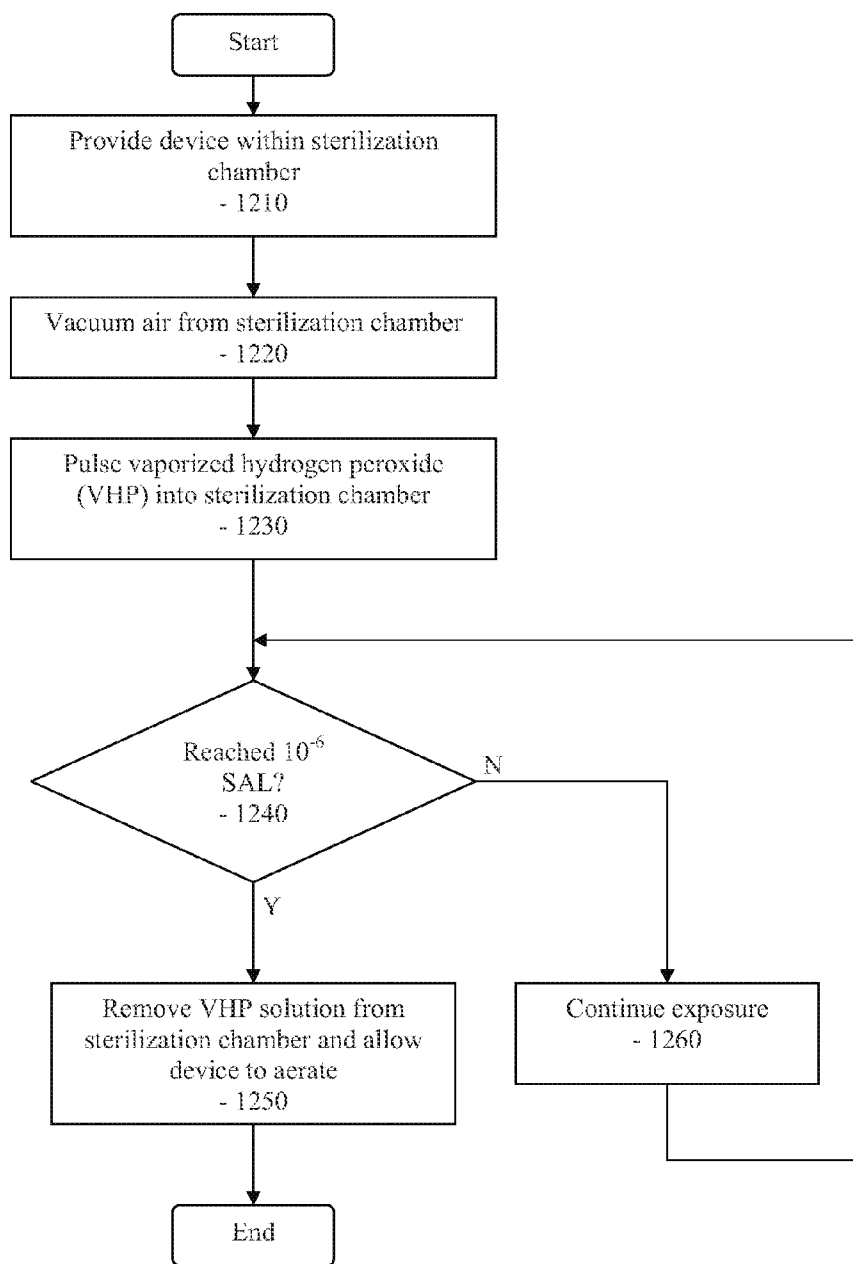 Start
Provide device within sterilization
chamber
- 1210
Vacuum air from sterilization chamber
- 1220
Pulse vaporized hydrogen peroxide
(VHP) into sterilization chamber
- 1230
Reached 10⁻⁶
SAL?
- 1240
N
Y
Remove VHP solution from
sterilization chamber and allow
device to aerate
- 1250
Continue exposure
- 1260
End